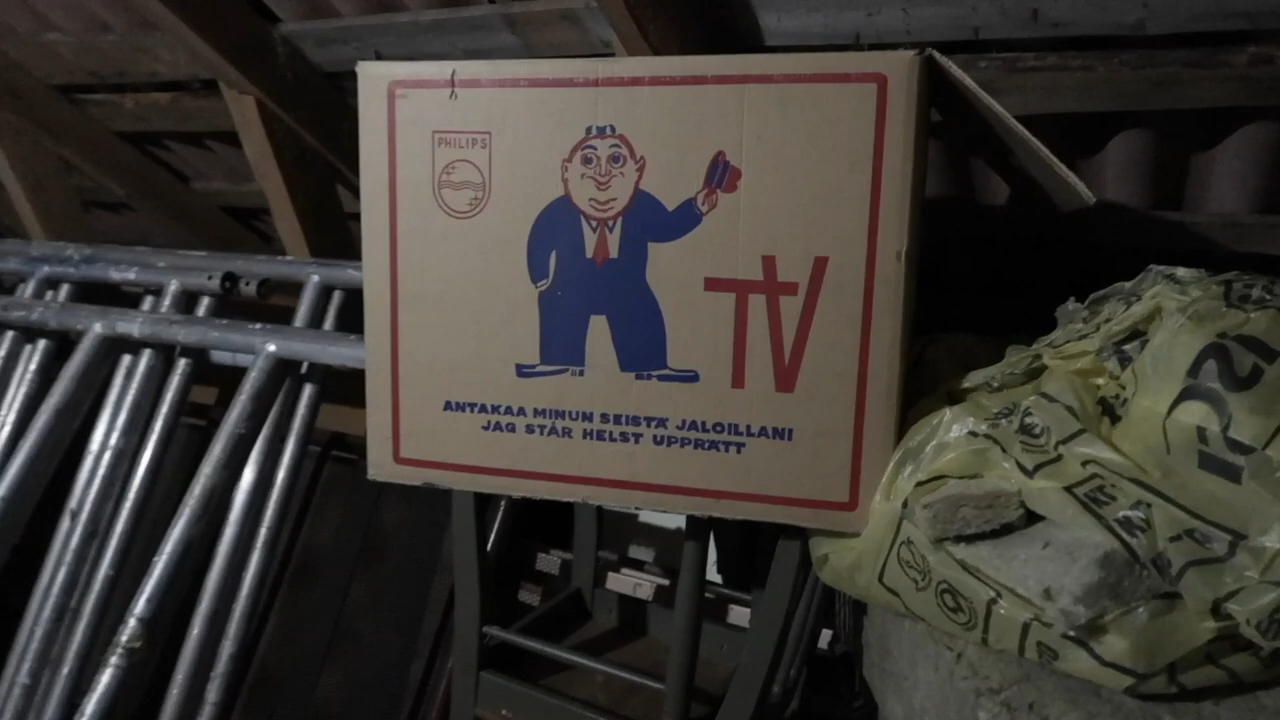 PHILIPS
TV
ANTAKAA MINUN SEISTÄ JALOILLANI
JAG STÅR HELST UPPRÄTT